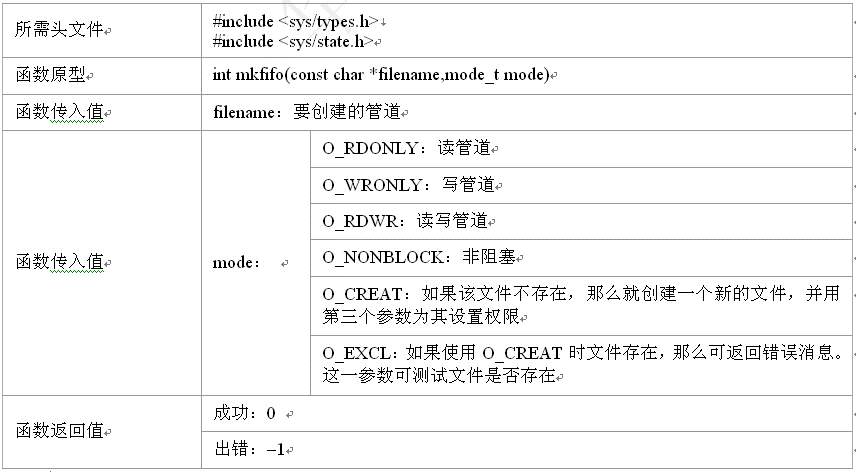 所需头文件
#include <sys/types.h>
#include <sys/state.h>
函数原型
int mkfifo(const char *filename,mode_t mode)
函数传入值
filename：要创建的管道
函数传入值
mode：
O_RDONLY：读管道
O_WRONLY：写管道
O_RDWR：读写管道
O_NONBLOCK：非阻塞
O_CREAT：如果该文件不存在，那么就创建一个新的文件，并用
第三个参数为其设置权限
O_EXCL：如果使用 O_CREAT 时文件存在，那么可返回错误消息。
这一参数可测试文件是否存在
函数返回值
成功：0
出错：−1